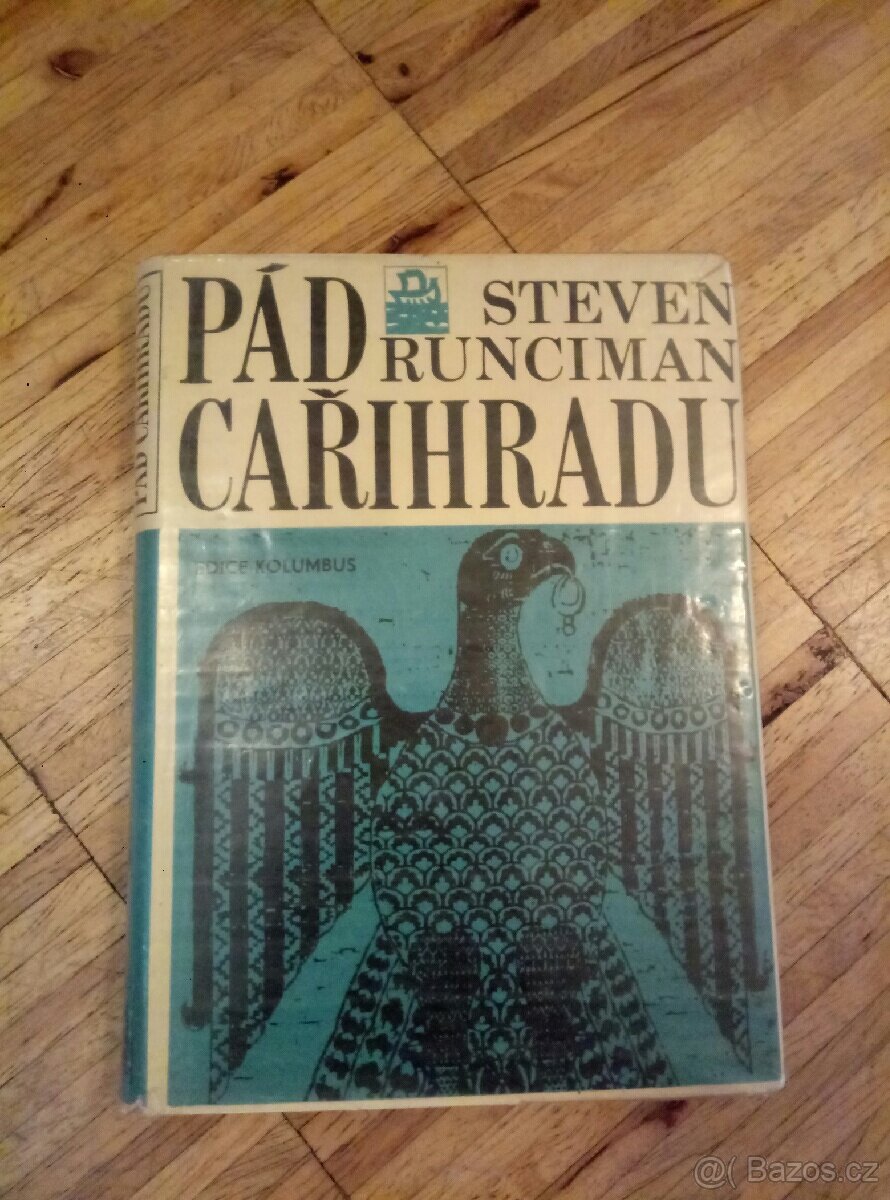 PÁD
STEVEN
RUNCIMAN
CAŘIHRADU
EDICE KOLUMBUS
PÁD CAŘIHRADU
@( Bazos.cz